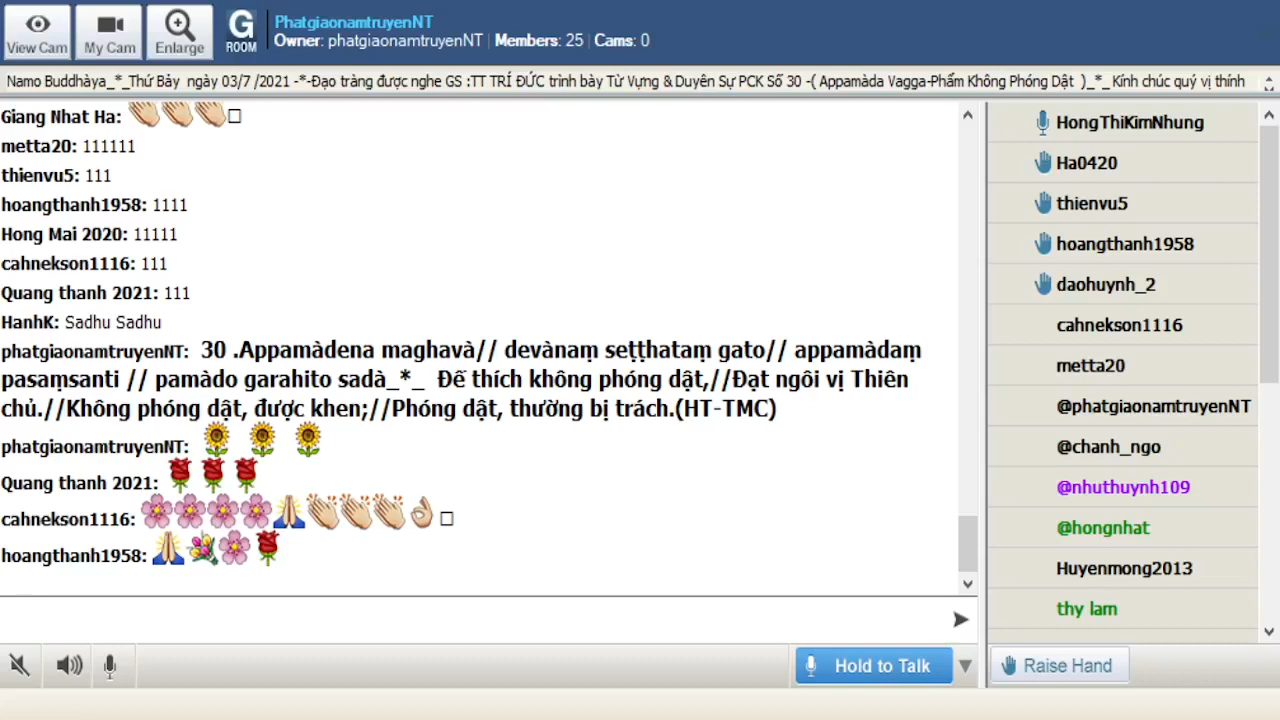 View Cam
My Cam
Enlarge
G
ROOM
PhatgiaonamtruyenNT
Owner: phatgiaonamtruyenNT | Members: 25 | Cams: 0
Namo Buddhàya_*_Thứ Bảy ngày 03/7 /2021 -*-Đạo tràng được nghe GS :TT TRÍ ĐỨC trình bày Từ Vựng & Duyên Sự PCK Số 30 -( Appamàda Vagga-Phẩm Không Phóng Dật )_*_Kính chúc quý vị thính
Giang Nhat Ha: 👏👏👏□
metta20: 111111
thienvu5: 111
hoangthanh1958: 1111
Hong Mai 2020: 11111
cahnekson1116: 111
Quang thanh 2021: 111
HanhK: Sadhu Sadhu
phatgiaonamtruyenNT: 30 .Appamàdena maghavà// devànaṃ seṭṭhataṃ gato// appamàdaṃ
pasaṃsanti // pamàdo garahito sadà_*_ Đế thích không phóng dật,//Đạt ngôi vị Thiên
chủ.//Không phóng dật, được khen;//Phóng dật, thường bị trách.(HT-TMC)
phatgiaonamtruyenNT: 🌻 🌻 🌻
Quang thanh 2021: 🌹🌹🌹
cahnekson1116: 🌸🌸🌸🌸🙏👏👏👏👌□
hoangthanh1958: 🙏💐🌸🌹
HongThiKimNhung
Ha0420
thienvu5
hoangthanh1958
daohuynh_2
cahnekson1116
metta20
@phatgiaonamtruyenNT
@chanh_ngo
@nhuthuynh109
@hongnhat
Huyenmong2013
thy lam
Hold to Talk
Raise Hand